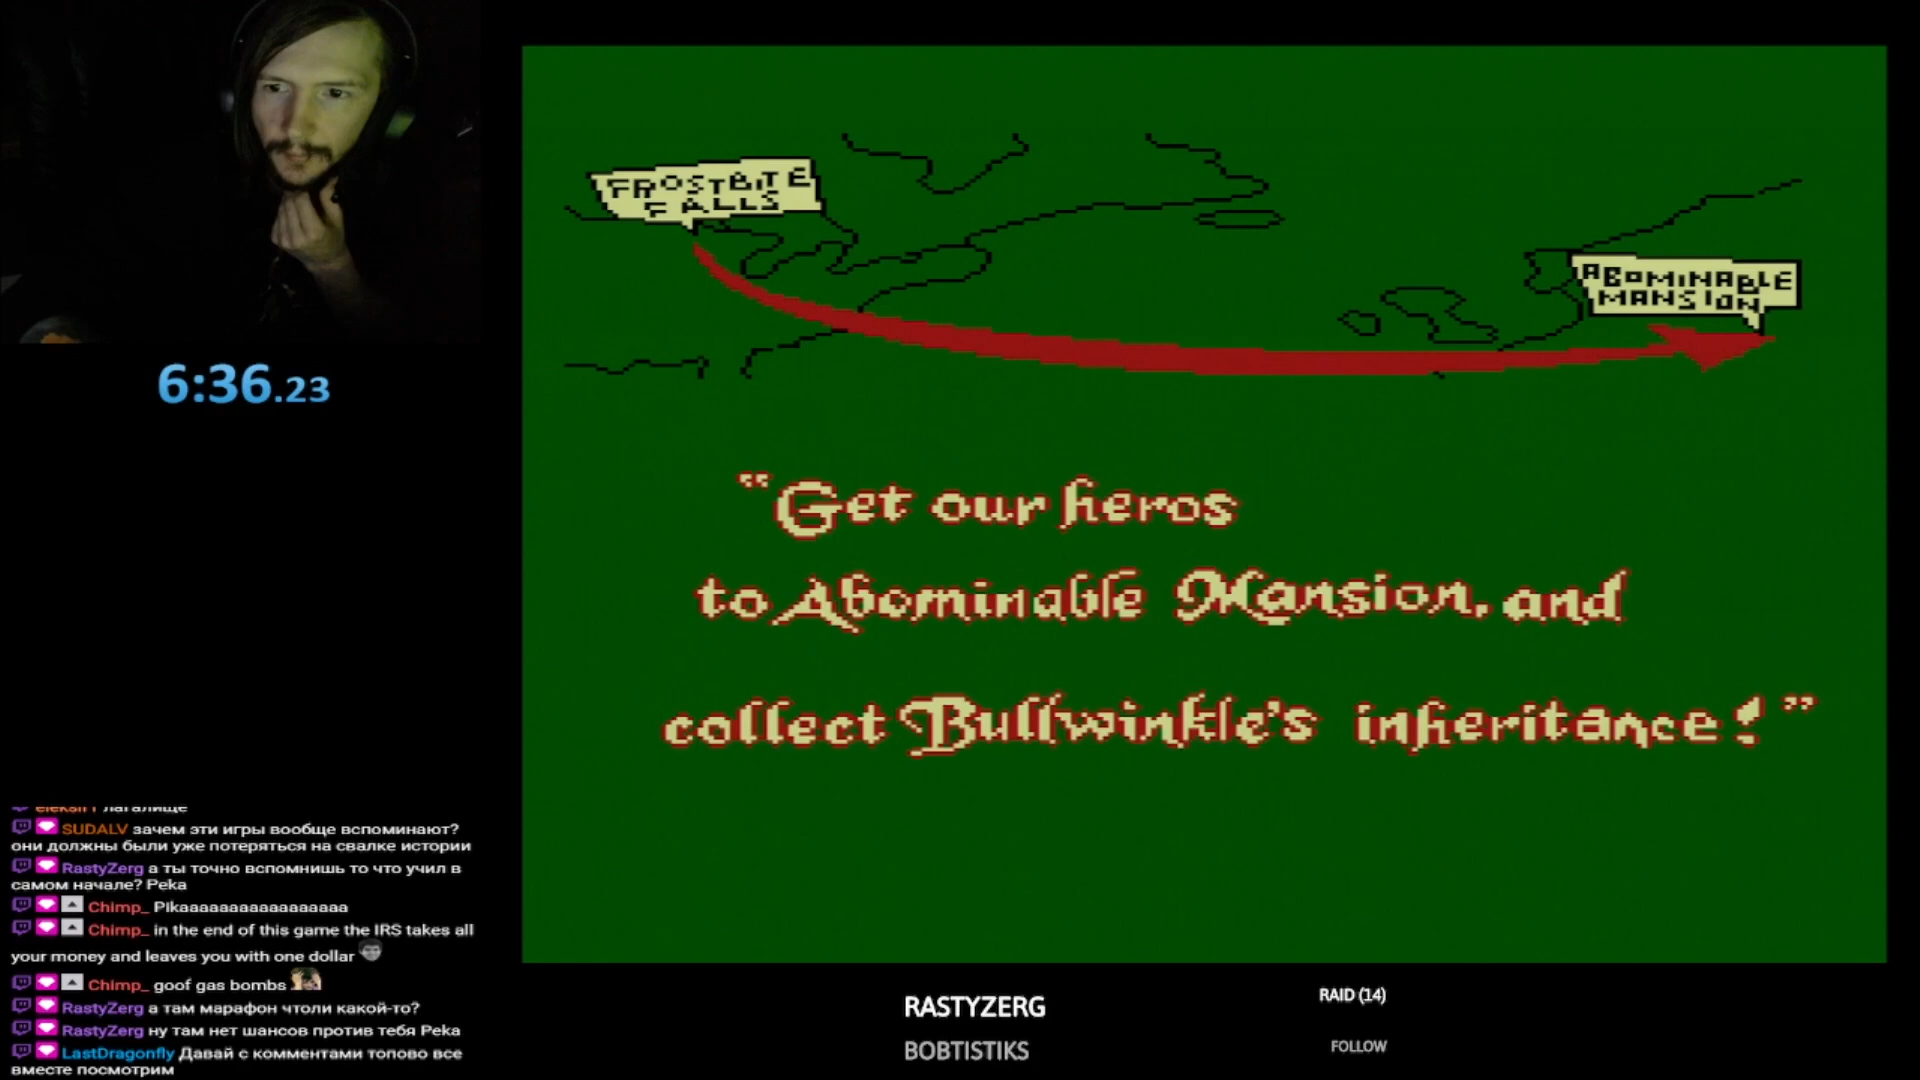 FROSTBITE
FALLS
ABOMINABLE
MANSION
6:36.23
"Get our heros
to Abominable Mansion, and
collect Bullwinkle's inheritance!"
лагалище
SUDALV зачем эти игры вообще вспоминают?
они должны были уже потеряться на свалке истории
RastyZerg а ты точно вспомнишь то что учил в
самом начале? Peka
Chimp_ PIkaaaaaaaaaaaaaaaaa
Chimp_ in the end of this game the IRS takes all
your money and leaves you with one dollar
Chimp_ goof gas bombs
RastyZerg а там марафон чтоли какой-то?
RastyZerg ну там нет шансов против тебя Peka
LastDragonfly Давай с комментами топово все
вместе посмотрим
RASTYZERG
RAID (14)
BOBTISTIKS
FOLLOW